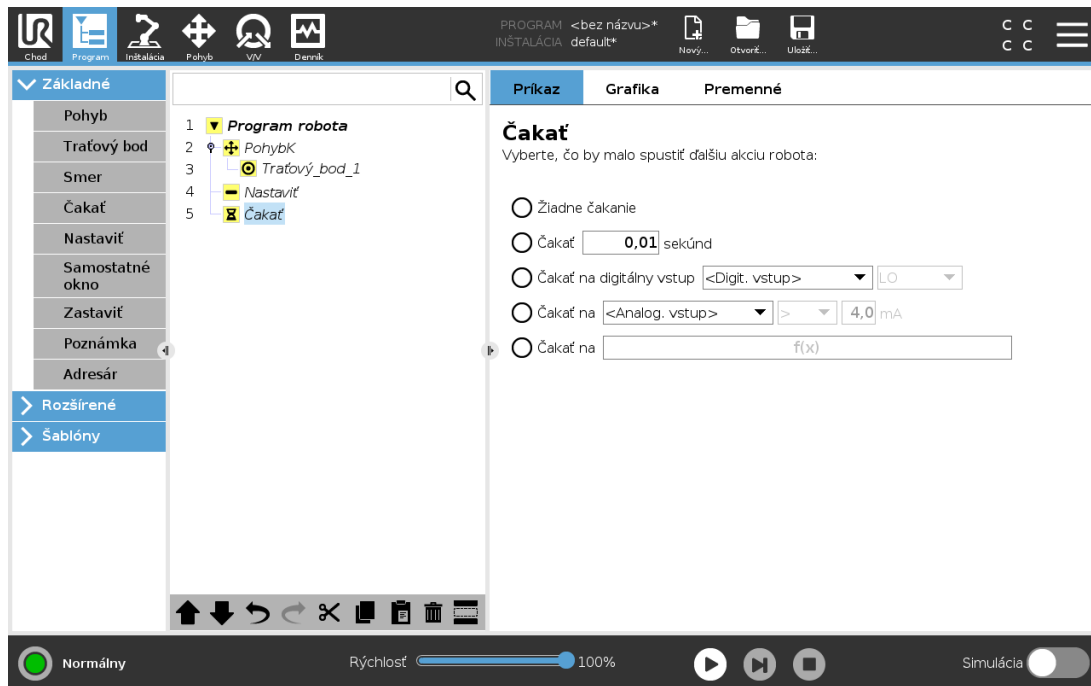 UR
PROGRAM <bez názvu>*
INŠTALÁCIA default*
Chod Program Inštalácia Pohyb V/V Denník
Nový... Otvoriť... Uložiť...
C C
C C
Základné
Pohyb
Traťový bod
Smer
Čakať
Nastaviť
Samostatné
okno
Zastaviť
Poznámka
Adresár
Rozšírené
Šablóny
1 Program robota
2 PohybK
3 Traťový_bod_1
4 Nastaviť
5 Čakať
Príkaz Grafika Premenné
Čakať
Vyberte, čo by malo spustiť ďalšiu akciu robota:
Žiadne čakanie
Čakať 0,01 sekúnd
Čakať na digitálny vstup <Digit. vstup> LO
Čakať na <Analog. vstup> > 4,0 mA
Čakať na f(x)
Normálny
Rýchlosť 100%
Simulácia